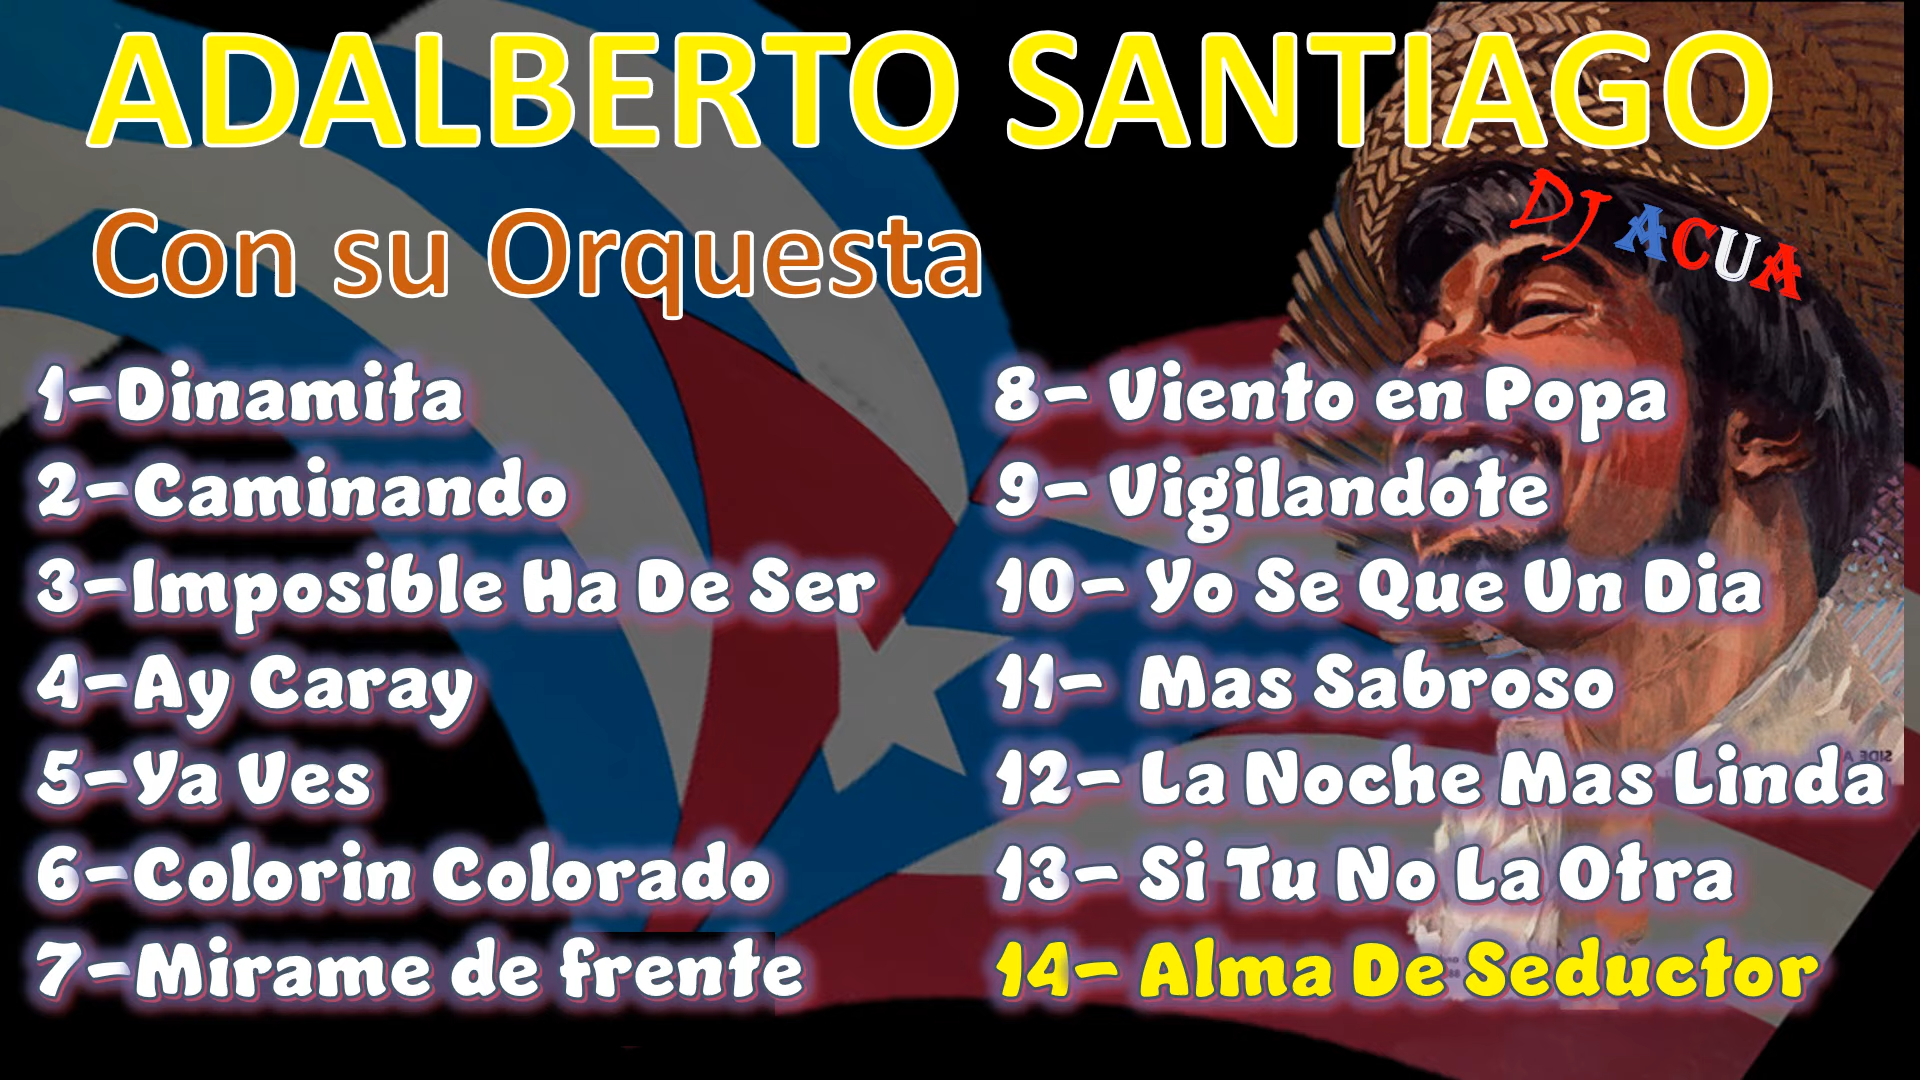 ADALBERTO SANTIAGO
DJ ACUA
Con su Orquesta
1-Dinamita
2-Caminando
3-Imposible Ha De Ser
4-Ay Caray
5-Ya Ves
6-Colorin Colorado
7-Mirame de frente
8- Viento en Popa
9- Vigilandote
10- Yo Se Que Un Dia
11- Mas Sabroso
12- La Noche Mas Linda
13- Si Tu No La Otra
14- Alma De Seductor
SIDE A